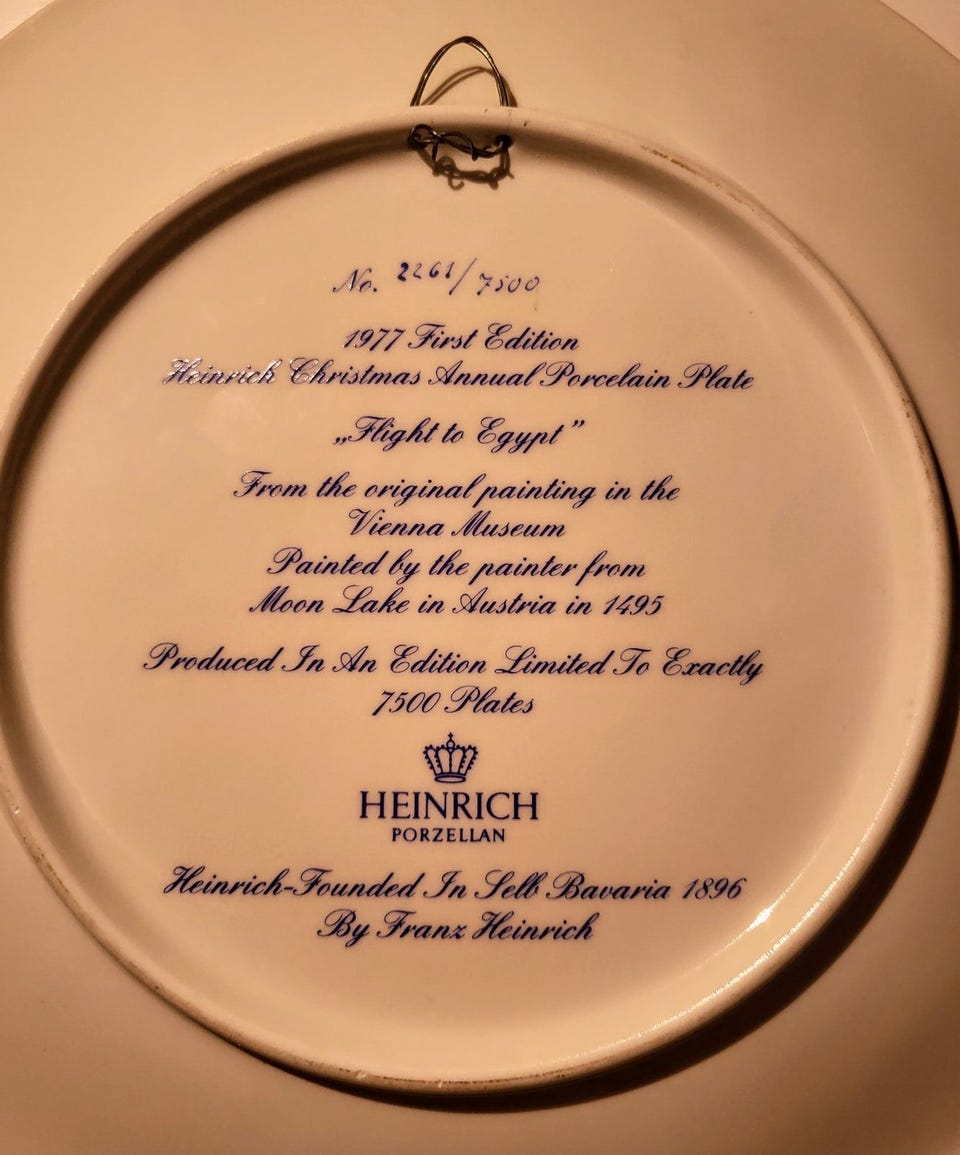 No. 2261/7500
1977 First Edition
Heinrich Christmas Annual Porcelain Plate
„Flight to Egypt”
From the original painting in the
Vienna Museum
Painted by the painter from
Moon Lake in Austria in 1495
Produced In An Edition Limited To Exactly
7500 Plates
HEINRICH
PORZELLAN
Heinrich-Founded In Selb Bavaria 1896
By Franz Heinrich